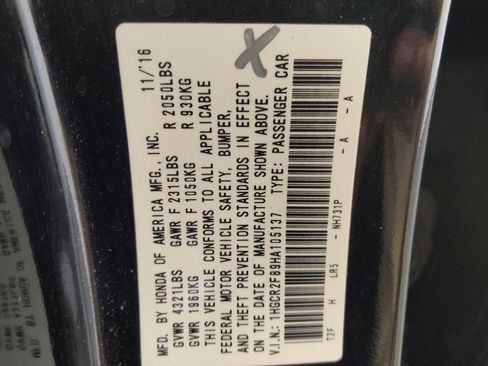 MFD. BY HONDA OF AMERICA MFG., INC. 11/'16
GVWR 4321LBS GAWR F 2315LBS R 2050LBS
GVWR 1960KG GAWR F 1050KG R 930KG
THIS VEHICLE CONFORMS TO ALL APPLICABLE
FEDERAL MOTOR VEHICLE SAFETY, BUMPER,
AND THEFT PREVENTION STANDARDS IN EFFECT
ON THE DATE OF MANUFACTURE SHOWN ABOVE.
V.I.N.: 1HGCR2F89HA105137 TYPE: PASSENGER CAR
T2F - H LR5 - NH731P - A - A
X